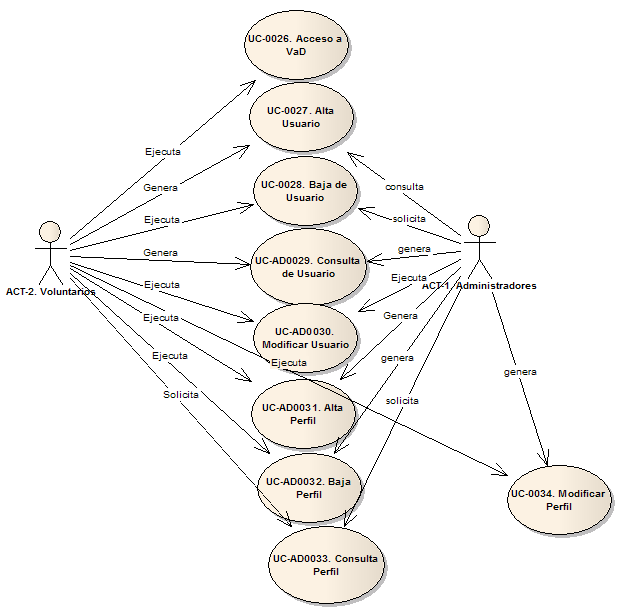 UC-0026. Acceso a
VaD
UC-0027. Alta
Usuario
Ejecuta
Genera
consulta
UC-0028. Baja de
Usuario
Ejecuta
solicita
Genera
genera
UC-AD0029. Consulta
de Usuario
ACT-2. Voluntarios
Ejecuta
Ejecuta
ACT-1. Administradores
Ejecuta
Genera
UC-AD0030.
Modificar Usuario
Ejecuta
Ejecuta
genera
genera
Solicita
solicita
UC-AD0031. Alta
Perfil
UC-AD0032. Baja
Perfil
UC-0034. Modificar
Perfil
UC-AD0033. Consulta
Perfil